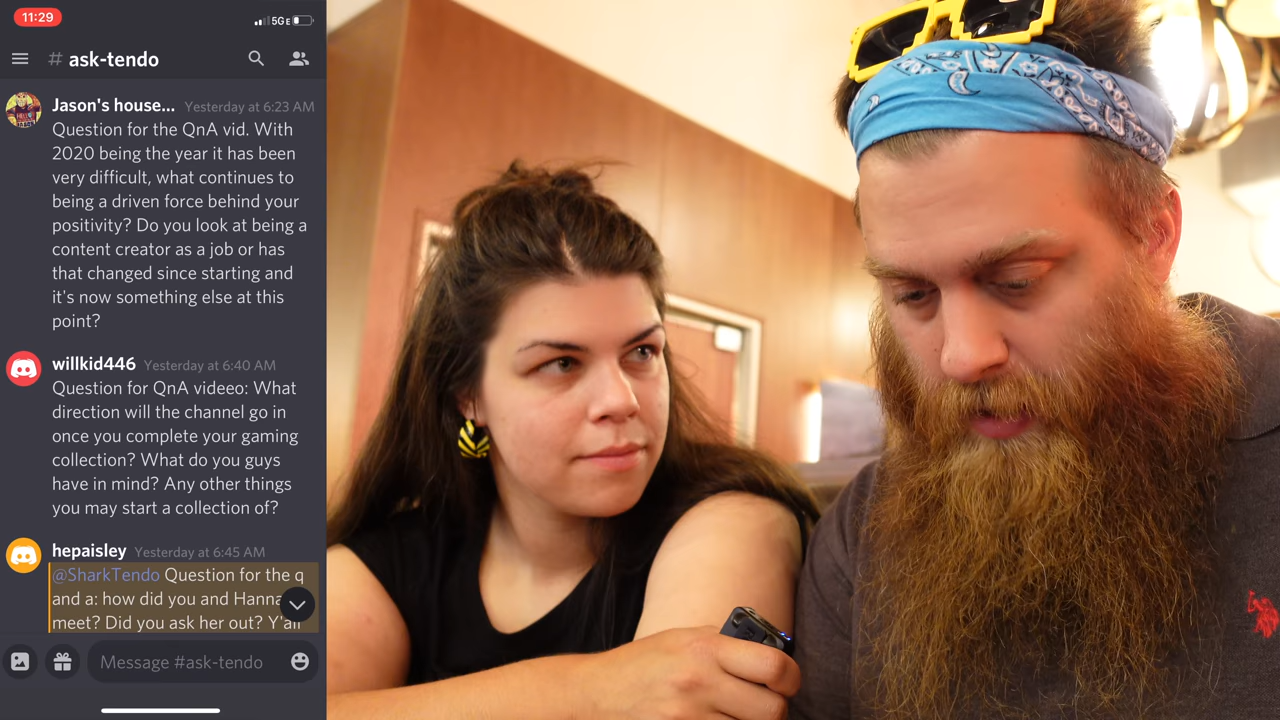 11:29
5GE
# ask-tendo
Jason's house... Yesterday at 6:23 AM
Question for the QnA vid. With
2020 being the year it has been
very difficult, what continues to
being a driven force behind your
positivity? Do you look at being a
content creator as a job or has
that changed since starting and
it's now something else at this
point?
willkid446 Yesterday at 6:40 AM
Question for QnA videeo: What
direction will the channel go in
once you complete your gaming
collection? What do you guys
have in mind? Any other things
you may start a collection of?
hepaisley Yesterday at 6:45 AM
@SharkTendo Question for the q
and a: how did you and Hanna
meet? Did you ask her out? Y'all
Message #ask-tendo